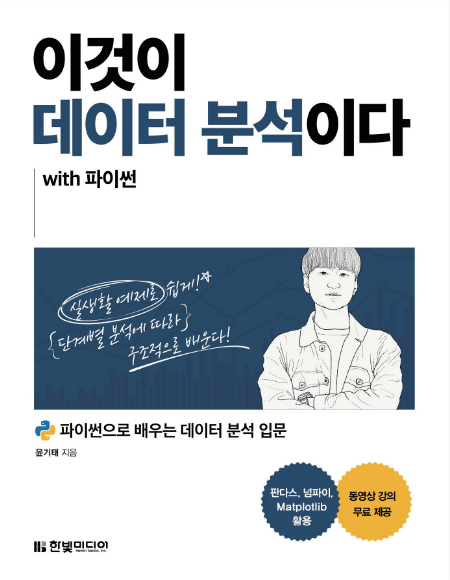 이것이
데이터 분석이다
with 파이썬
실생활 예제로 쉽게!
{단계별 분석에 따라}
구조적으로 배운다!
파이썬으로 배우는 데이터 분석 입문
윤기태 지음
판다스, 넘파이,
Matplotlib
활용
동영상 강의
무료 제공
한빛미디어
Hanbit Media, Inc.